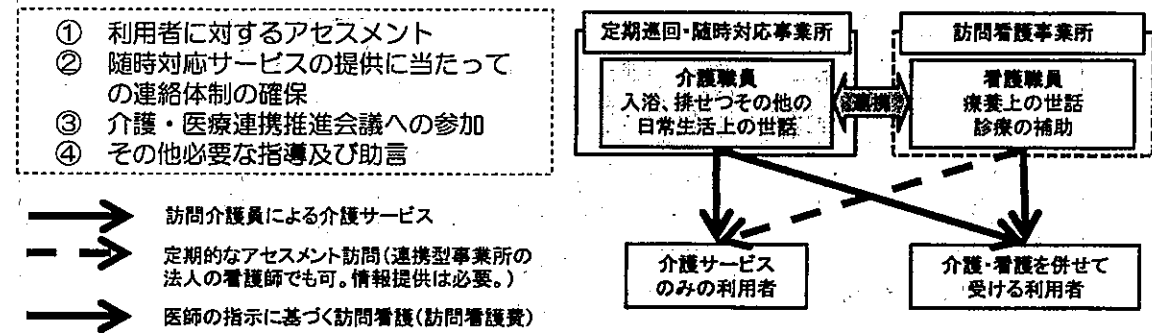 ① 利用者に対するアセスメント
② 随時対応サービスの提供に当たって
の連絡体制の確保
③ 介護・医療連携推進会議への参加
④ その他必要な指導及び助言
訪問介護員による介護サービス
定期的なアセスメント訪問(連携型事業所の
法人の看護師でも可。情報提供は必要。)
医師の指示に基づく訪問看護(訪問看護費)
定期巡回・随時対応事業所
介護職員
入浴、排せつその他の
日常生活上の世話
連携
訪問看護事業所
看護職員
療養上の世話
診療の補助
介護サービス
のみの利用者
介護・看護を併せて
受ける利用者